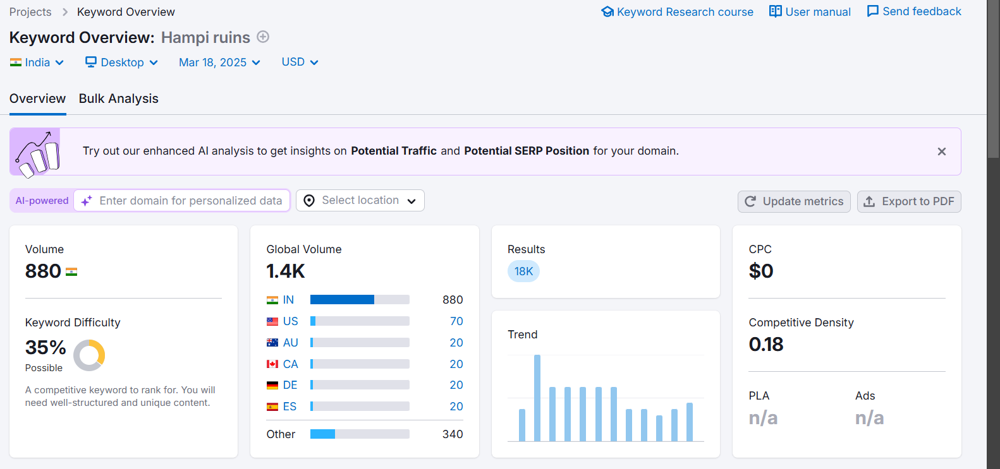 Projects > Keyword Overview
Keyword Research course
User manual
Send feedback
Keyword Overview: Hampi ruins
India
Desktop
Mar 18, 2025
USD
Overview
Bulk Analysis
Try out our enhanced AI analysis to get insights on Potential Traffic and Potential SERP Position for your domain.
AI-powered
Enter domain for personalized data
Select location
Update metrics
Export to PDF
Volume
880
Keyword Difficulty
35%
Possible
A competitive keyword to rank for. You will
need well-structured and unique content.
Global Volume
1.4K
IN 880
US 70
AU 20
CA 20
DE 20
ES 20
Other 340
Results
18K
Trend
CPC
$0
Competitive Density
0.18
PLA
n/a
Ads
n/a